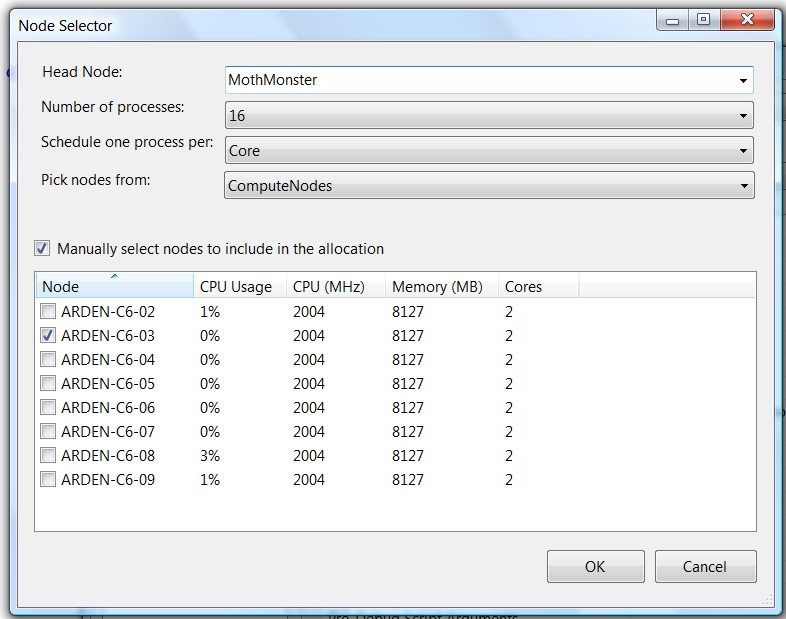 Node Selector
Head Node: MothMonster
Number of processes: 16
Schedule one process per: Core
Pick nodes from: ComputeNodes
Manually select nodes to include in the allocation
Node CPU Usage CPU (MHz) Memory (MB) Cores
ARDEN-C6-02 1% 2004 8127 2
ARDEN-C6-03 0% 2004 8127 2
ARDEN-C6-04 0% 2004 8127 2
ARDEN-C6-05 0% 2004 8127 2
ARDEN-C6-06 0% 2004 8127 2
ARDEN-C6-07 0% 2004 8127 2
ARDEN-C6-08 3% 2004 8127 2
ARDEN-C6-09 1% 2004 8127 2
OK Cancel